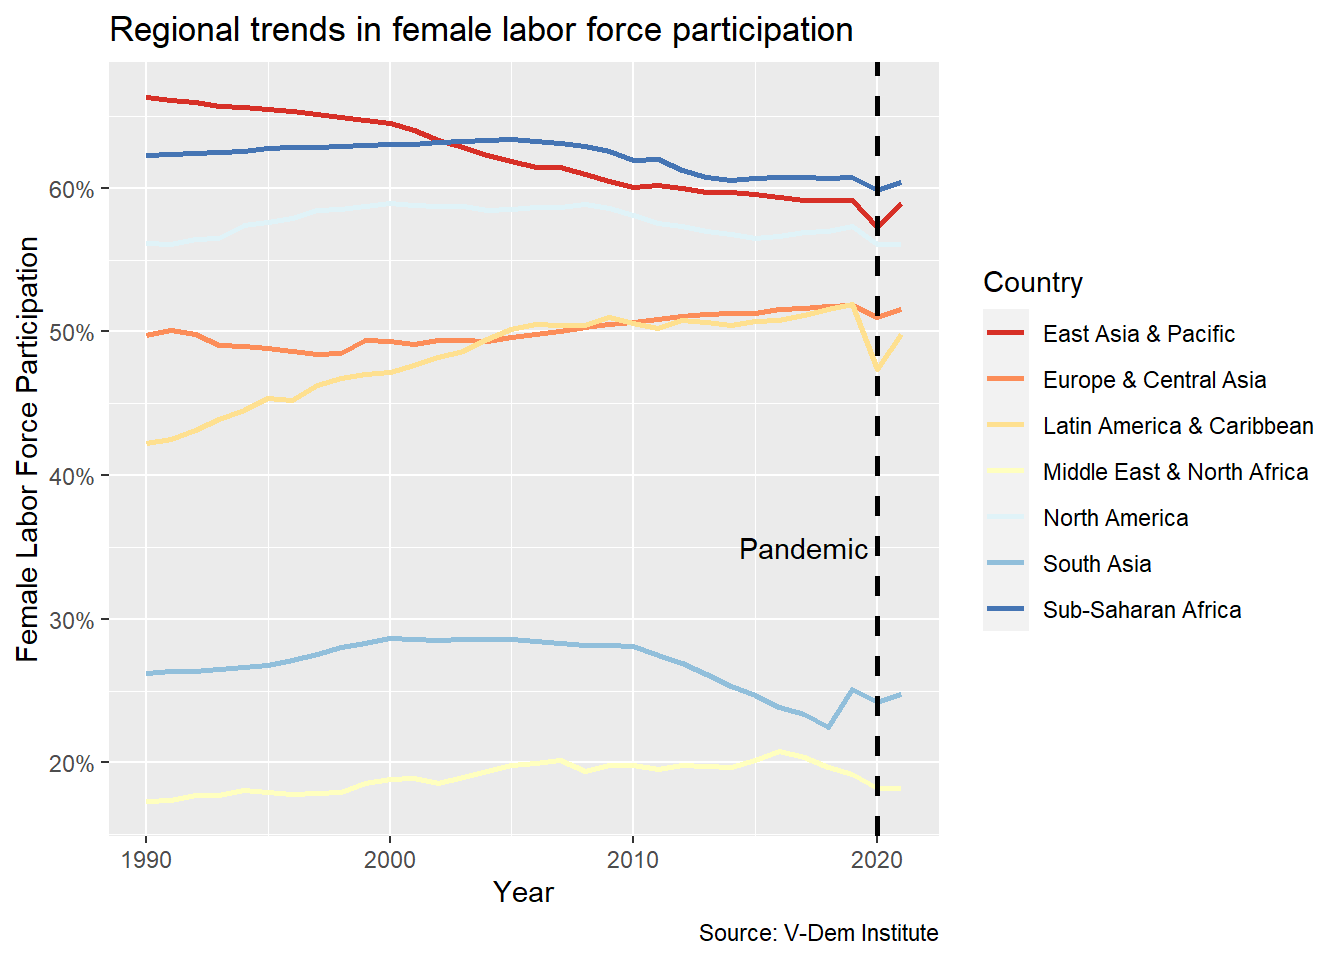 Regional trends in female labor force participation
Female Labor Force Participation
60%
50%
40%
30%
20%
Pandemic
1990 2000 2010 2020
Year
Country
East Asia & Pacific
Europe & Central Asia
Latin America & Caribbean
Middle East & North Africa
North America
South Asia
Sub-Saharan Africa
Source: V-Dem Institute